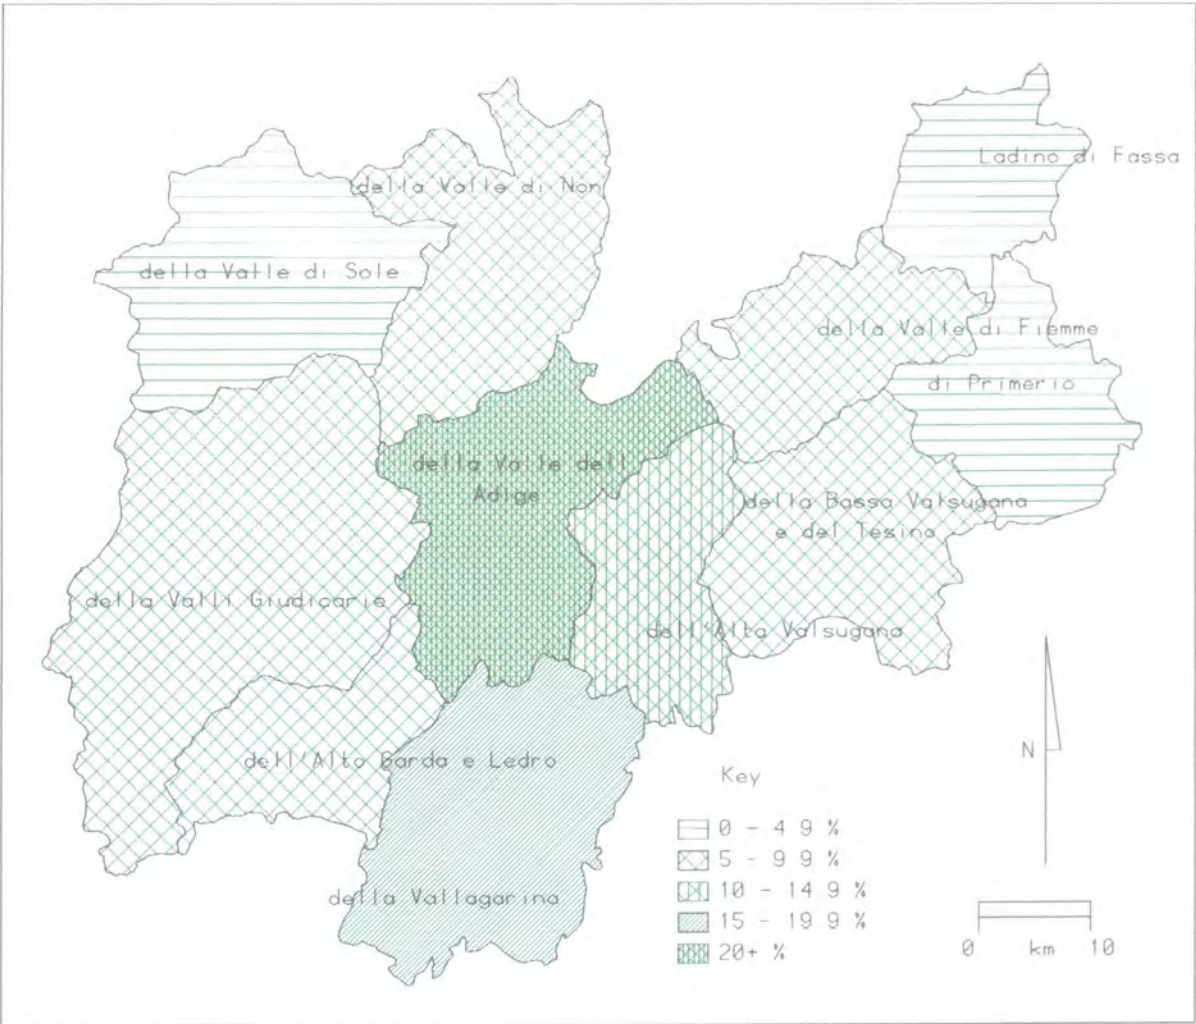 Ladino di Fassa
della Valle di Non
della Valle di Sole
della Valle di Fiemme
di Primerio
della Valle dell
Adige
della Bassa Valsugana
e del Tesino
della Valli Giudicarie
dell'Alto Valsugana
dell'Alto Garda e Ledro
della Vallagarina
N
Key
0 - 4 9 %
5 - 9 9 %
10 - 14 9 %
15 - 19 9 %
20+ %
0 km 10